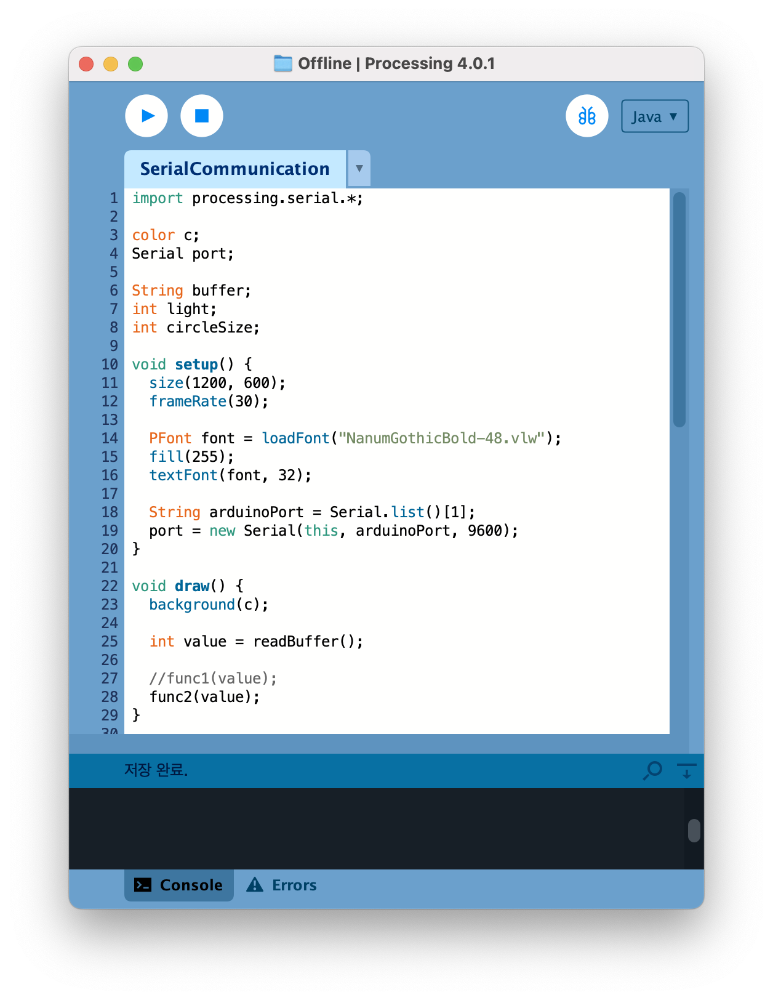 Offline | Processing 4.0.1
Java ▼
SerialCommunication ▼
1 import processing.serial.*;
2
3 color c;
4 Serial port;
5
6 String buffer;
7 int light;
8 int circleSize;
9
10 void setup() {
11   size(1200, 600);
12   frameRate(30);
13
14   PFont font = loadFont("NanumGothicBold-48.vlw");
15   fill(255);
16   textFont(font, 32);
17
18   String arduinoPort = Serial.list()[1];
19   port = new Serial(this, arduinoPort, 9600);
20 }
21
22 void draw() {
23   background(c);
24
25   int value = readBuffer();
26
27   //func1(value);
28   func2(value);
29 }
30
저장 완료.
Console Errors